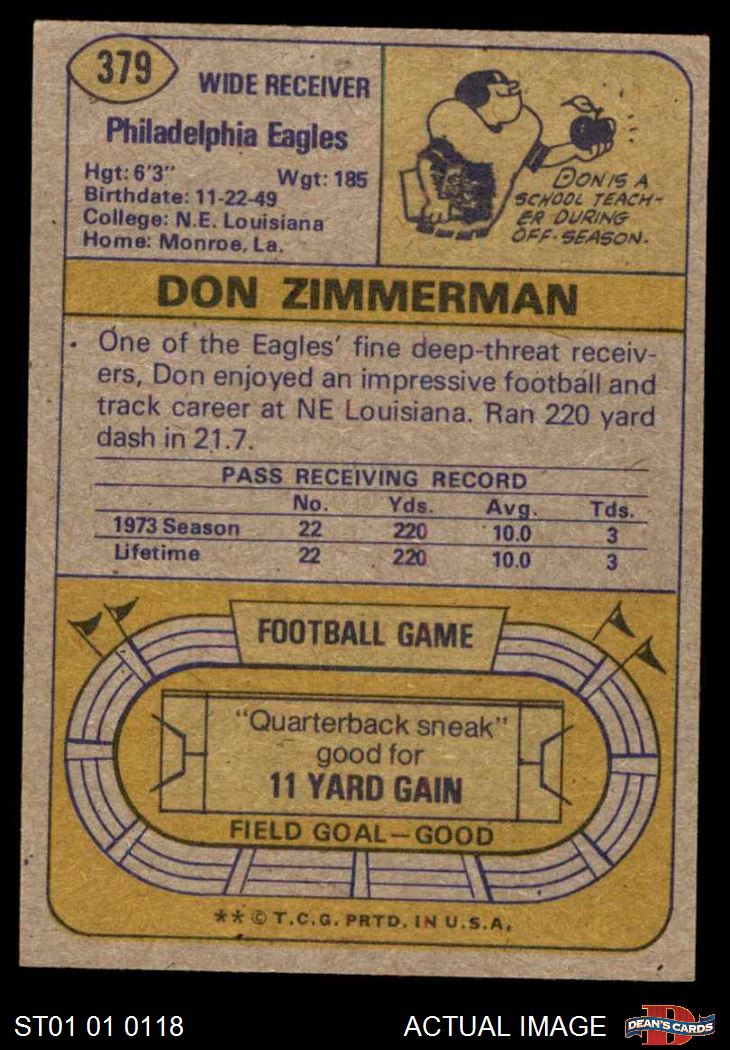 379
WIDE RECEIVER
Philadelphia Eagles
Hgt: 6'3" Wgt: 185
Birthdate: 11-22-49
College: N.E. Louisiana
Home: Monroe, La.
DON IS A
SCHOOL TEACH-
ER DURING
OFF-SEASON.
DON ZIMMERMAN
One of the Eagles' fine deep-threat receiv-
ers, Don enjoyed an impressive football and
track career at NE Louisiana. Ran 220 yard
dash in 21.7.
PASS RECEIVING RECORD
No. Yds. Avg. Tds.
1973 Season 22 220 10.0 3
Lifetime 22 220 10.0 3
FOOTBALL GAME
"Quarterback sneak"
good for
11 YARD GAIN
FIELD GOAL—GOOD
** © T.C.G. PRTD. IN U.S.A.
ST01 01 0118 ACTUAL IMAGE
D
DEAN'S CARDS